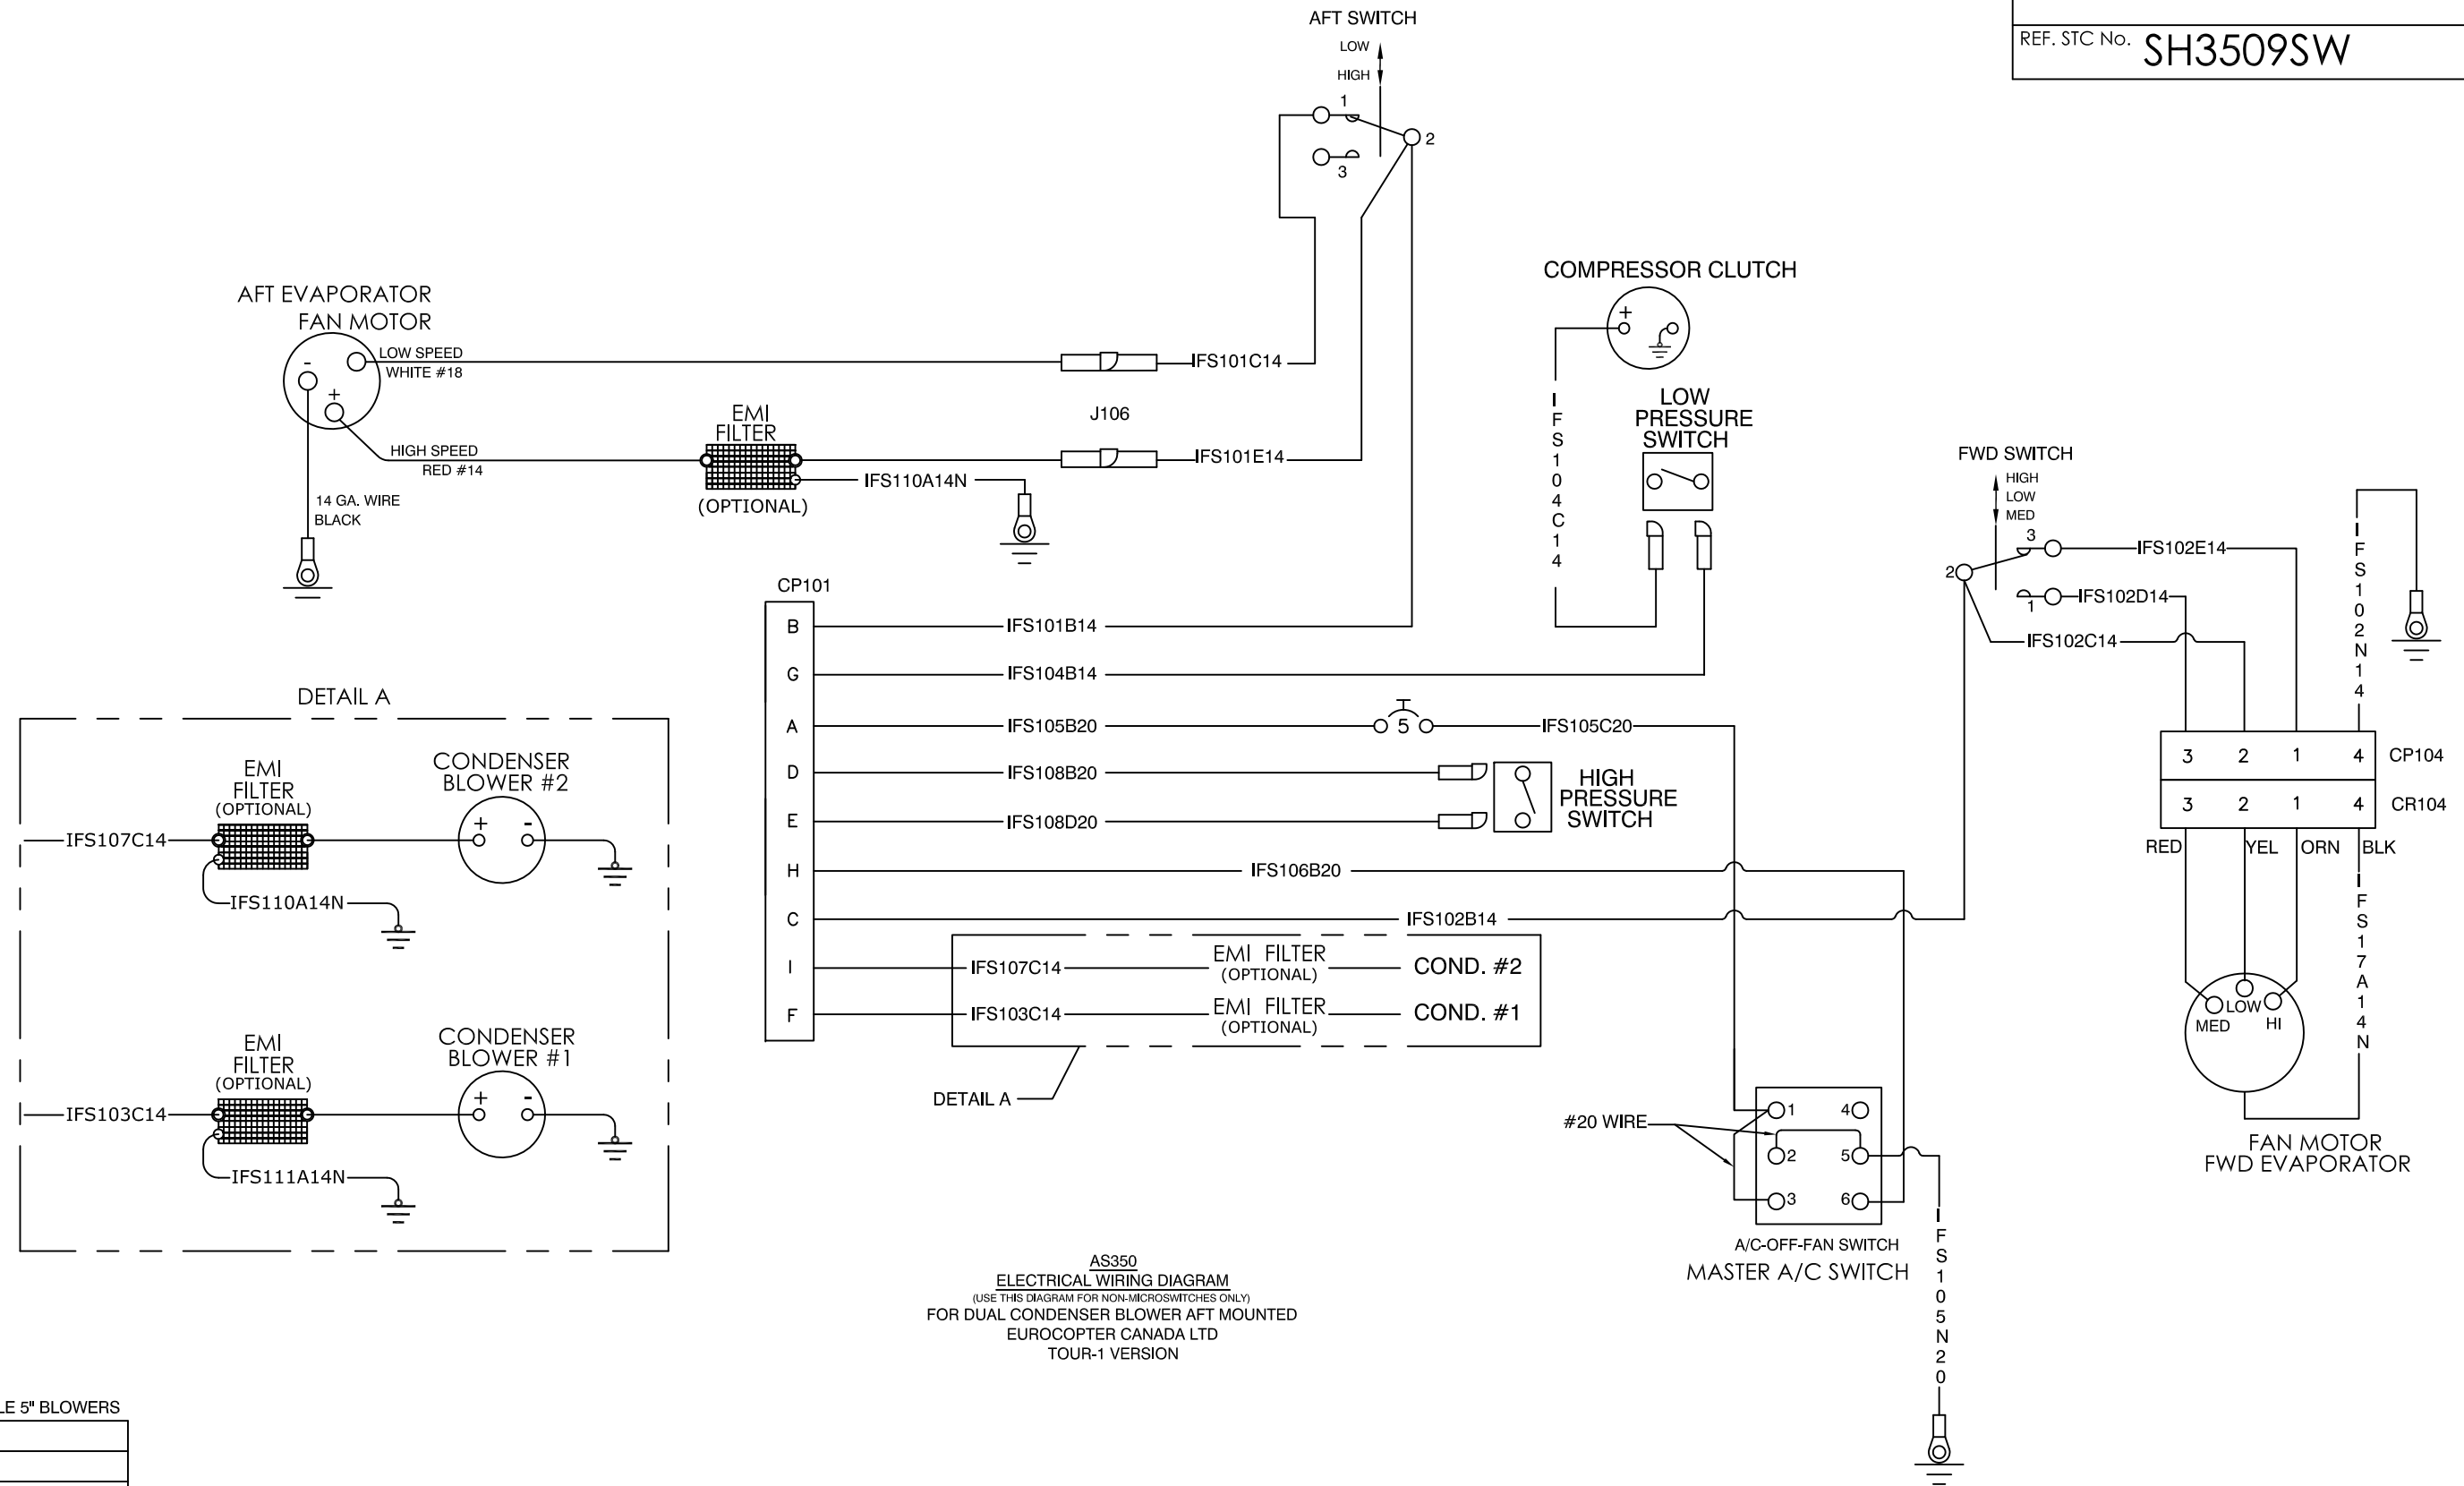 REF. STC No. SH3509SW
AFT SWITCH
LOW
HIGH
1
2
3
AFT EVAPORATOR
FAN MOTOR
-
+
LOW SPEED
WHITE #18
HIGH SPEED
RED #14
14 GA. WIRE
BLACK
EMI
FILTER
(OPTIONAL)
IFS110A14N
IFS101C14
J106
IFS101E14
COMPRESSOR CLUTCH
+
IFS104C14
LOW
PRESSURE
SWITCH
FWD SWITCH
HIGH
LOW
MED
3
2
1
IFS102E14
IFS102D14
IFS102C14
IFS102N14
CP101
B IFS101B14
G IFS104B14
A IFS105B20 5 IFS105C20
D IFS108B20
E IFS108D20
HIGH
PRESSURE
SWITCH
H IFS106B20
C IFS102B14
I IFS107C14 EMI FILTER (OPTIONAL) COND. #2
F IFS103C14 EMI FILTER (OPTIONAL) COND. #1
DETAIL A
3 2 1 4 CP104
3 2 1 4 CR104
RED YEL ORN BLK
IFS17A14N
MED LOW HI
FAN MOTOR
FWD EVAPORATOR
DETAIL A
EMI
FILTER
(OPTIONAL)
CONDENSER
BLOWER #2
+ -
IFS107C14
IFS110A14N
EMI
FILTER
(OPTIONAL)
CONDENSER
BLOWER #1
+ -
IFS103C14
IFS111A14N
#20 WIRE
1 4
2 5
3 6
A/C-OFF-FAN SWITCH
MASTER A/C SWITCH
IFS105N20
AS350
ELECTRICAL WIRING DIAGRAM
(USE THIS DIAGRAM FOR NON-MICROSWITCHES ONLY)
FOR DUAL CONDENSER BLOWER AFT MOUNTED
EUROCOPTER CANADA LTD
TOUR-1 VERSION
LE 5" BLOWERS